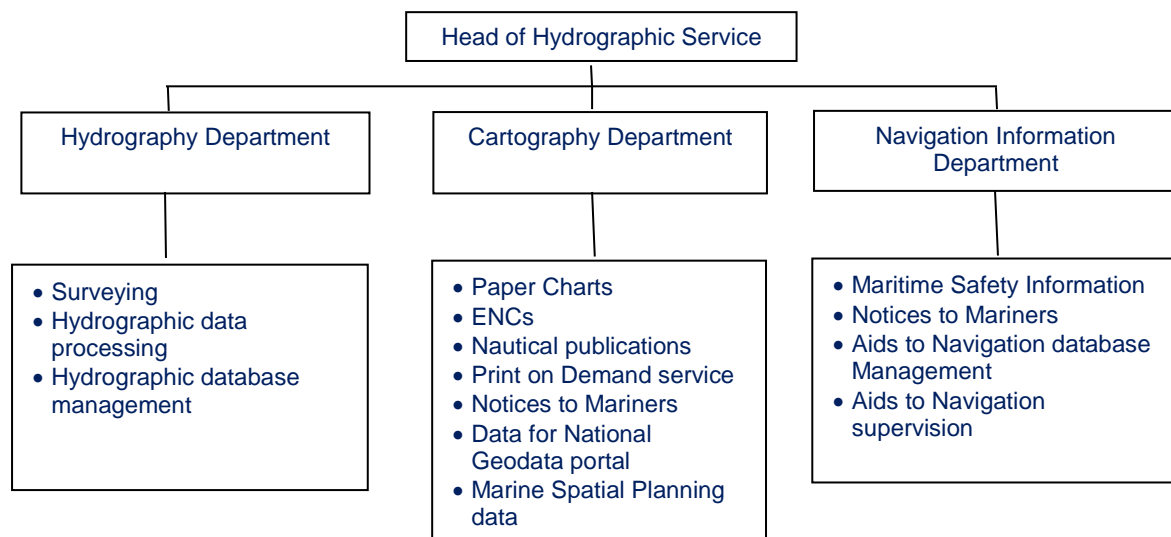 Head of Hydrographic Service
Hydrography Department
Cartography Department
Navigation Information
Department
• Surveying
• Hydrographic data
processing
• Hydrographic database
management
• Paper Charts
• ENCs
• Nautical publications
• Print on Demand service
• Notices to Mariners
• Data for National
Geodata portal
• Marine Spatial Planning
data
• Maritime Safety Information
• Notices to Mariners
• Aids to Navigation database
Management
• Aids to Navigation
supervision